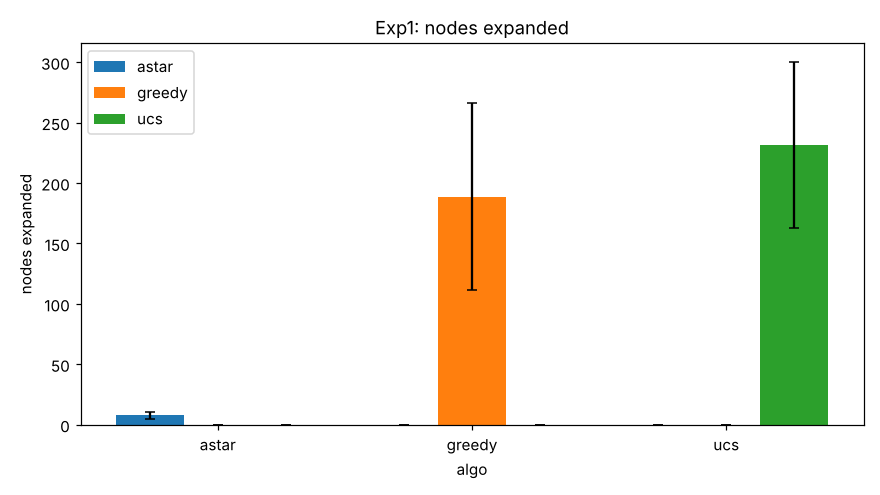 Exp1: nodes expanded
astar
greedy
ucs
nodes expanded
300
250
200
150
100
50
0
astar
greedy
ucs
algo